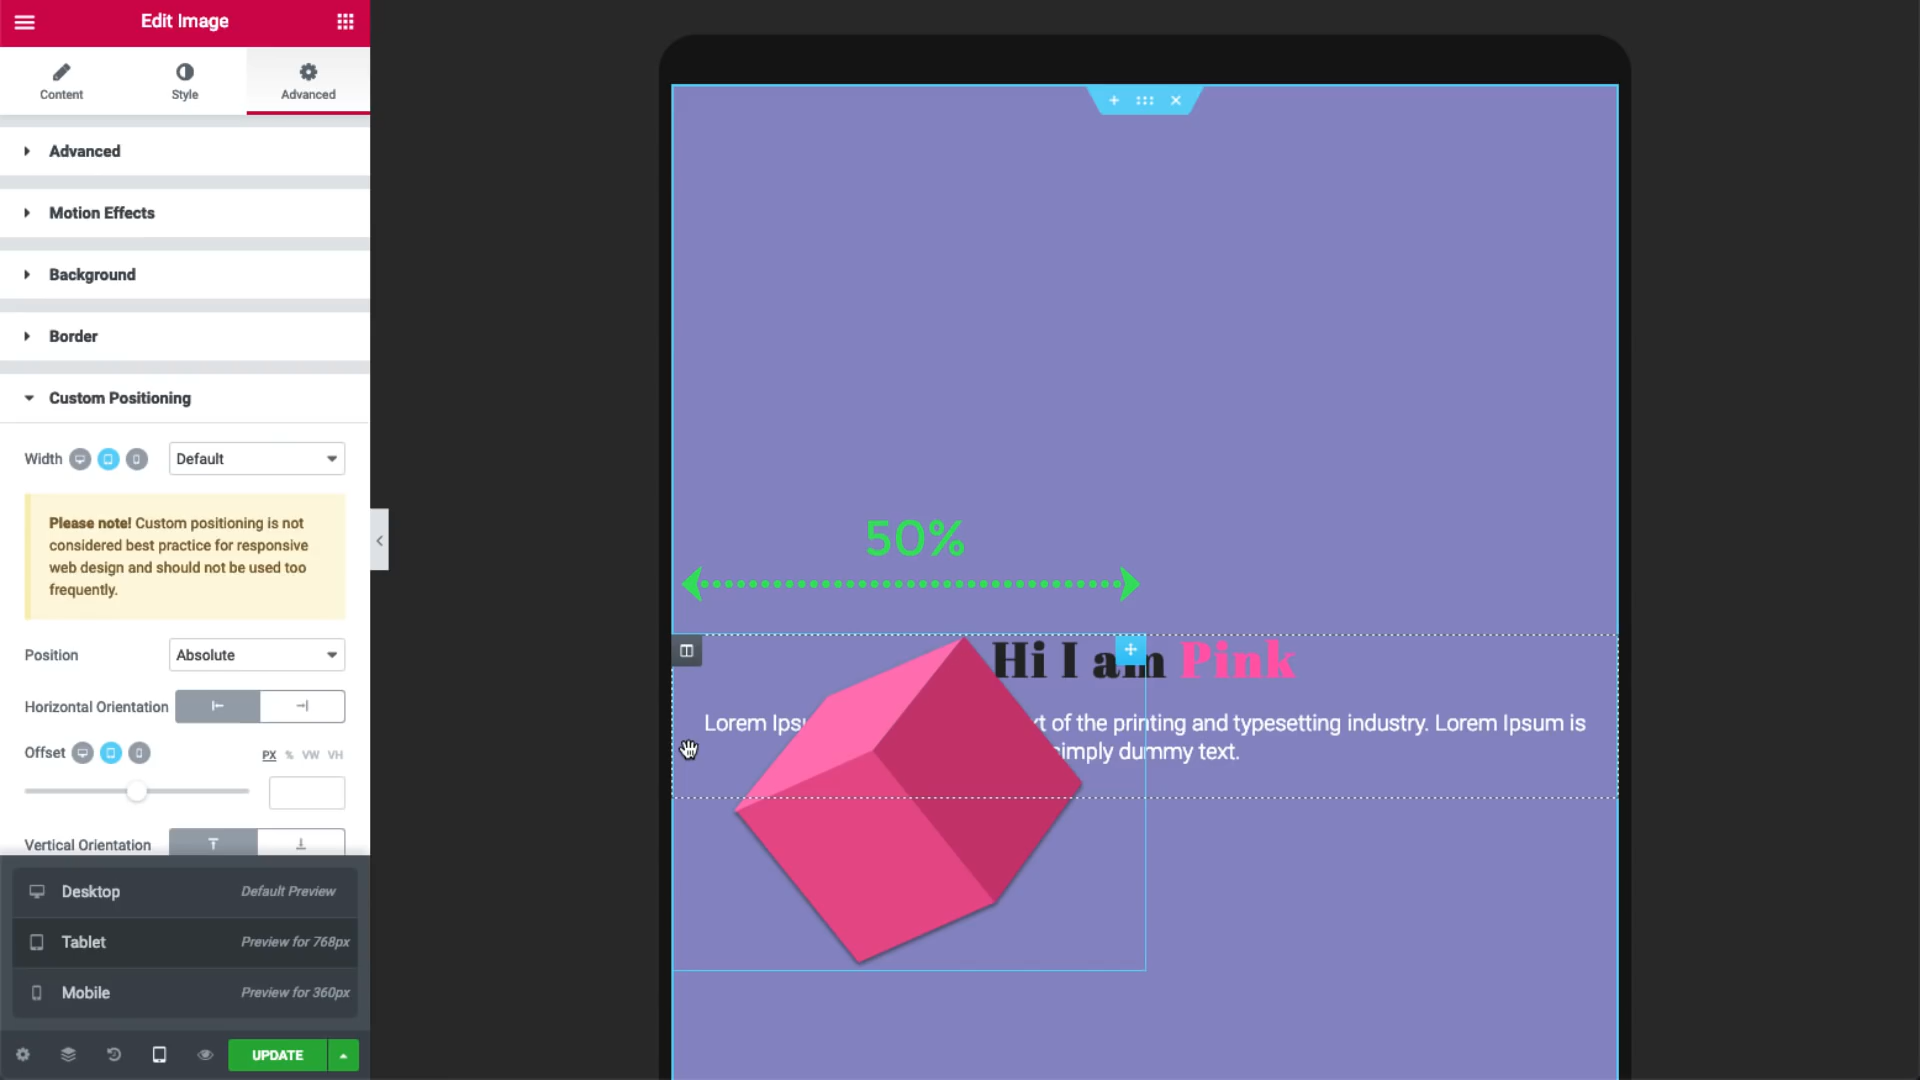 Edit Image
Content
Style
Advanced
Advanced
Motion Effects
Background
Border
Custom Positioning
Width
Default
Please note! Custom positioning is not
considered best practice for responsive
web design and should not be used too
frequently.
Position
Absolute
Horizontal Orientation
Offset
PX % VW VH
Vertical Orientation
Desktop
Default Preview
Tablet
Preview for 768px
Mobile
Preview for 360px
UPDATE
50%
Hi I am Pink
Lorem Ips
of the printing and typesetting industry. Lorem Ipsum is
simply dummy text.